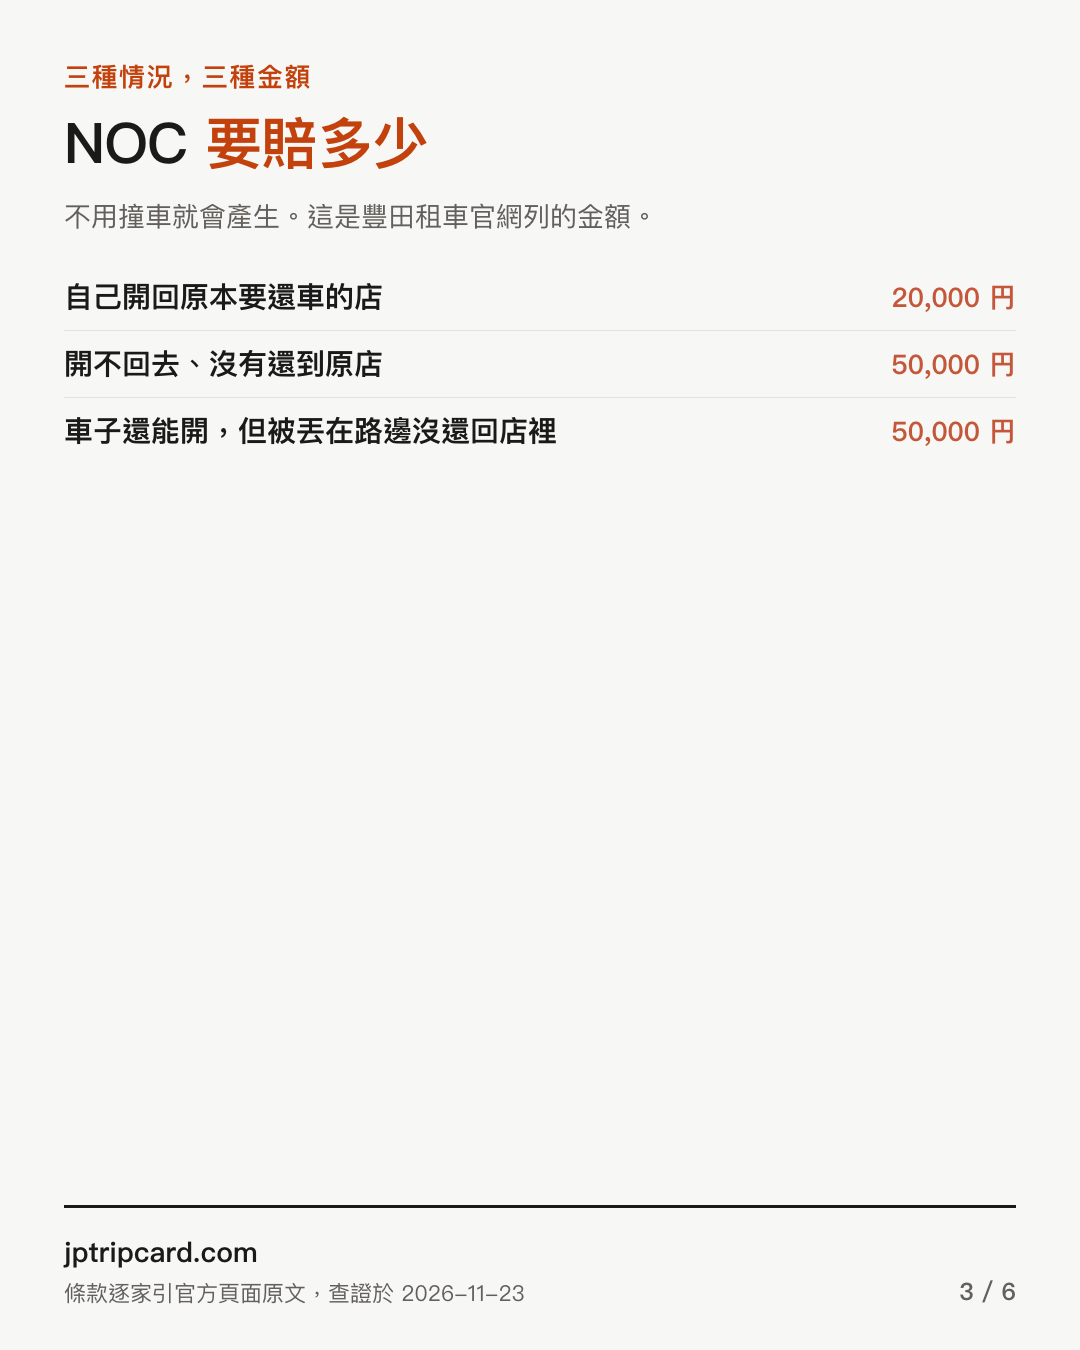 三種情況，三種金額
NOC 要賠多少
不用撞車就會產生。這是豐田租車官網列的金額。
自己開回原本要還車的店 20,000 円
開不回去、沒有還到原店 50,000 円
車子還能開，但被丟在路邊沒還回店裡 50,000 円
jptripcard.com
條款逐家引官方頁面原文，查證於 2026-11-23
3 / 6